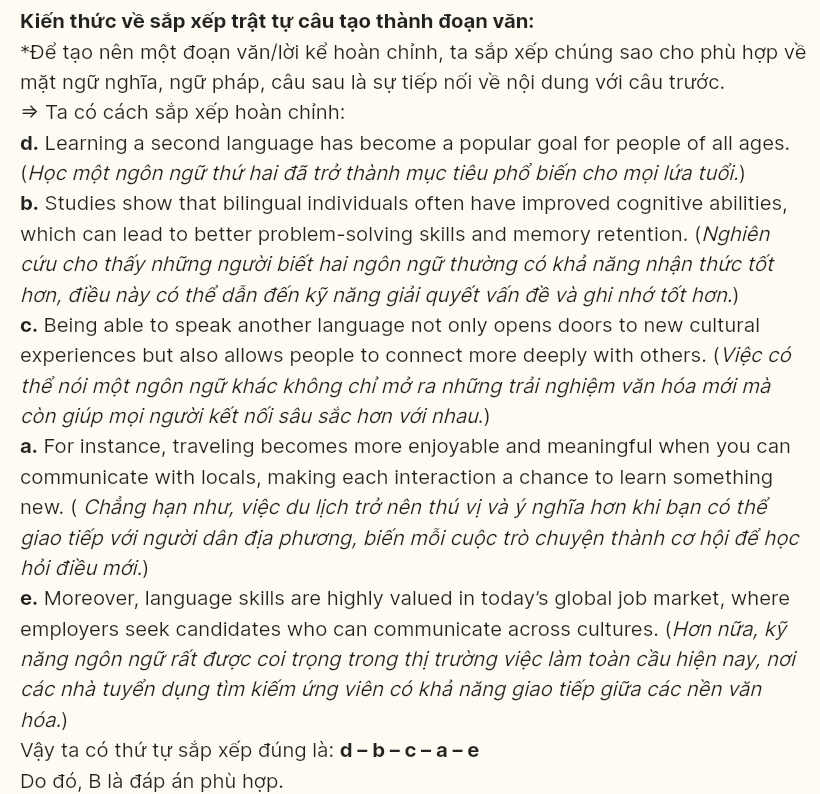 Kiến thức về sắp xếp trật tự câu tạo thành đoạn văn:
*Để tạo nên một đoạn văn/lời kể hoàn chỉnh, ta sắp xếp chúng sao cho phù hợp về
mặt ngữ nghĩa, ngữ pháp, câu sau là sự tiếp nối về nội dung với câu trước.
⇒ Ta có cách sắp xếp hoàn chỉnh:
d. Learning a second language has become a popular goal for people of all ages.
(Học một ngôn ngữ thứ hai đã trở thành mục tiêu phổ biến cho mọi lứa tuổi.)
b. Studies show that bilingual individuals often have improved cognitive abilities,
which can lead to better problem-solving skills and memory retention. (Nghiên
cứu cho thấy những người biết hai ngôn ngữ thường có khả năng nhận thức tốt
hơn, điều này có thể dẫn đến kỹ năng giải quyết vấn đề và ghi nhớ tốt hơn.)
c. Being able to speak another language not only opens doors to new cultural
experiences but also allows people to connect more deeply with others. (Việc có
thể nói một ngôn ngữ khác không chỉ mở ra những trải nghiệm văn hóa mới mà
còn giúp mọi người kết nối sâu sắc hơn với nhau.)
a. For instance, traveling becomes more enjoyable and meaningful when you can
communicate with locals, making each interaction a chance to learn something
new. ( Chẳng hạn như, việc du lịch trở nên thú vị và ý nghĩa hơn khi bạn có thể
giao tiếp với người dân địa phương, biến mỗi cuộc trò chuyện thành cơ hội để học
hỏi điều mới.)
e. Moreover, language skills are highly valued in today’s global job market, where
employers seek candidates who can communicate across cultures. (Hơn nữa, kỹ
năng ngôn ngữ rất được coi trọng trong thị trường việc làm toàn cầu hiện nay, nơi
các nhà tuyển dụng tìm kiếm ứng viên có khả năng giao tiếp giữa các nền văn
hóa.)
Vậy ta có thứ tự sắp xếp đúng là: d – b – c – a – e
Do đó, B là đáp án phù hợp.